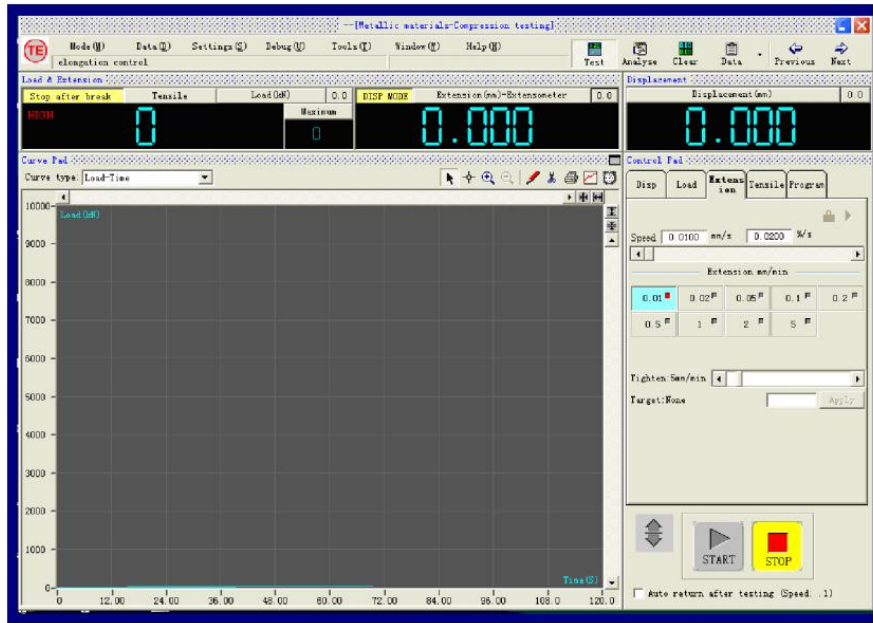 --[Metallic materials-Compression testing]
TE
Mode(M) Data(D) Settings(S) Debug(U) Tools(T) Window(W) Help(H)
elongation control
Test Analyse Clear Data Previous Next
Load & Extension
Stop after break Tensile Load(kN) 0.0
HIGH 0 Maximum 0
DISP MODE Extension(mm)-Extensometer 0.0
0.000
Displacement
Displacement(mm) 0.0
0.000
Curve Pad
Curve type: Load-Time
Load(kN)
10000
9000
8000
7000
6000
5000
4000
3000
2000
1000
0
Time(S)
0 12.00 24.00 36.00 48.00 60.00 72.00 84.00 96.00 108.0 120.0
Control Pad
Disp Load Extension Tensile Program
Speed 0.0100 mm/s 0.0200 %/s
Extension mm/min
0.01 0.02 0.05 0.1 0.2
0.5 1 2 5
Tighten:5mm/min
Target:None Apply
START STOP
Auto return after testing (Speed: .1)